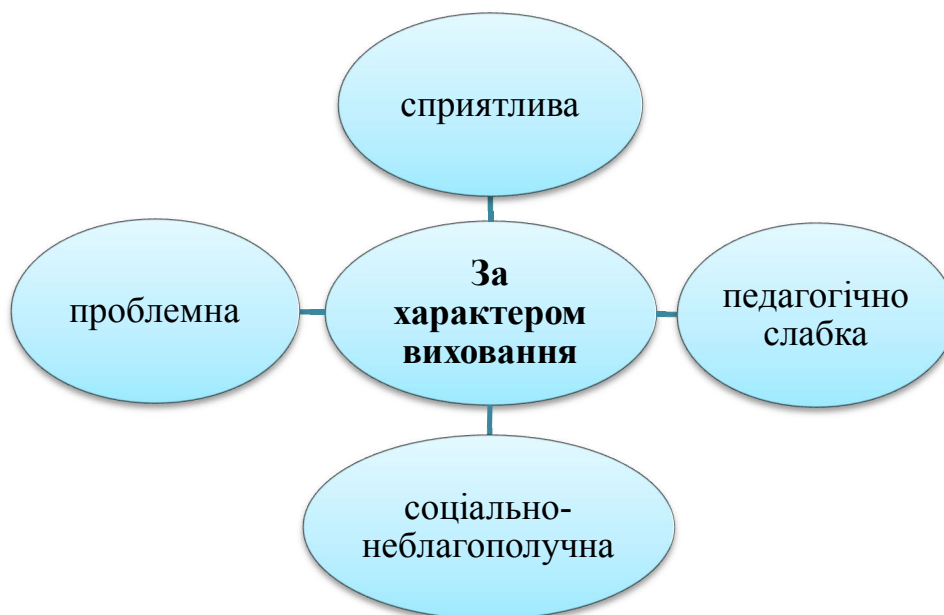 сприятлива
проблемна
За
характером
виховання
педагогічно
слабка
соціально-
неблагополучна